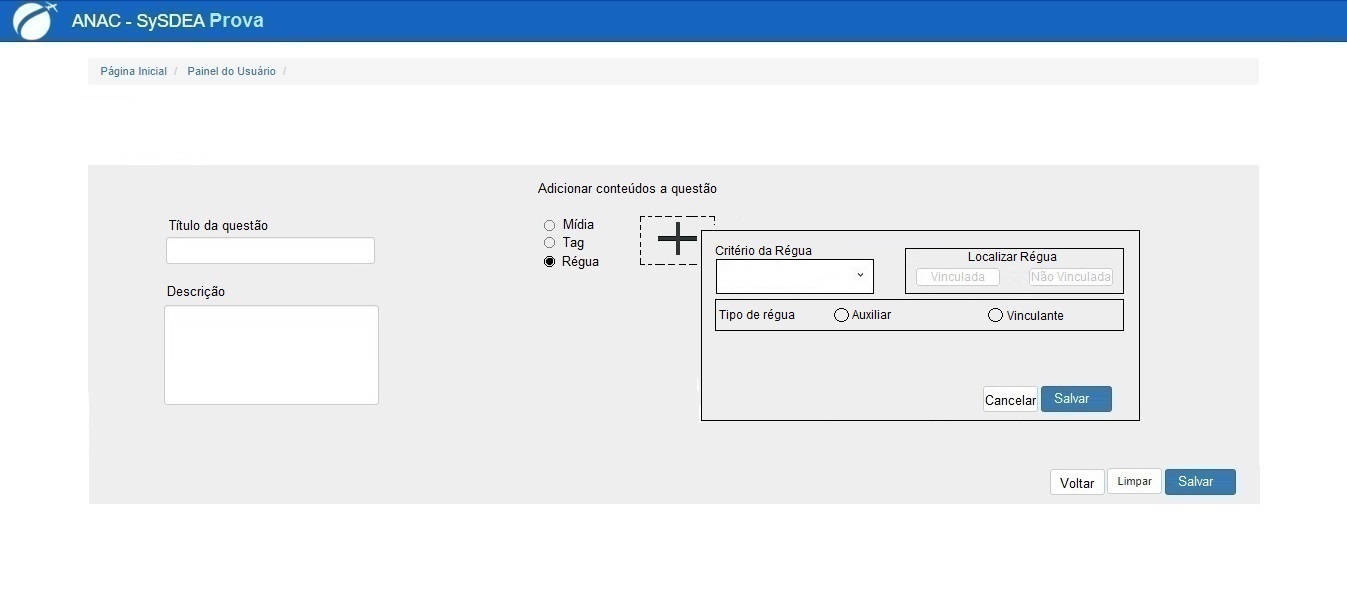 ANAC - SySDEA Prova
Página Inicial / Painel do Usuário /
Adicionar conteúdos a questão
Título da questão
Descrição
Mídia
Tag
Régua
Critério da Régua
Localizar Régua
Vinculada Não Vinculada
Tipo de régua Auxiliar Vinculante
Cancelar Salvar
Voltar Limpar Salvar